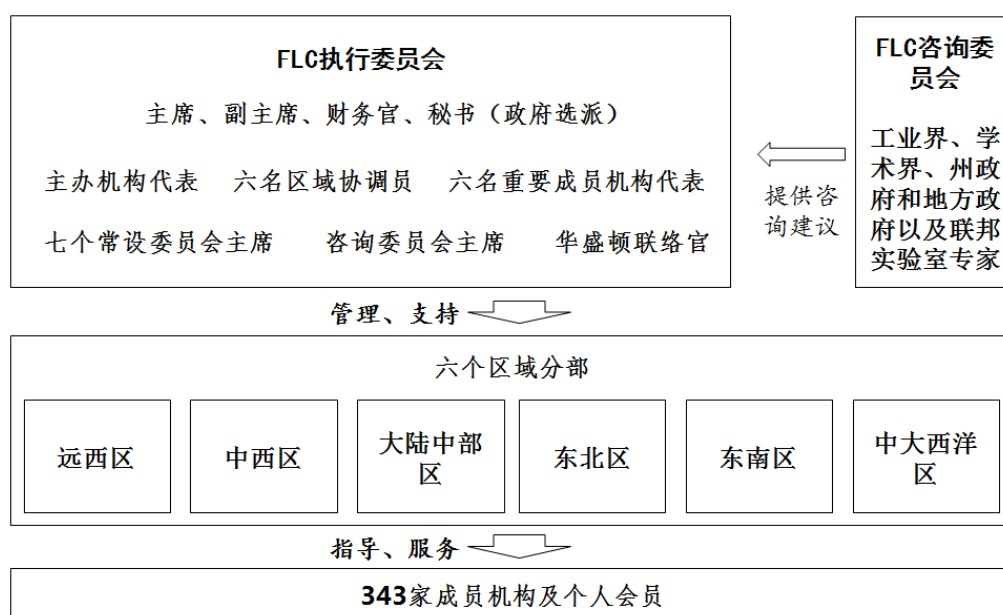 FLC执行委员会
主席、副主席、财务官、秘书（政府选派）
主办机构代表 六名区域协调员 六名重要成员机构代表
七个常设委员会主席 咨询委员会主席 华盛顿联络官
FLC咨询委
员会
工业界、学
术界、州政
府和地方政
府以及联邦
实验室专家
提供咨
询建议
管理、支持
六个区域分部
远西区
中西区
大陆中部
区
东北区
东南区
中大西洋
区
指导、服务
343家成员机构及个人会员